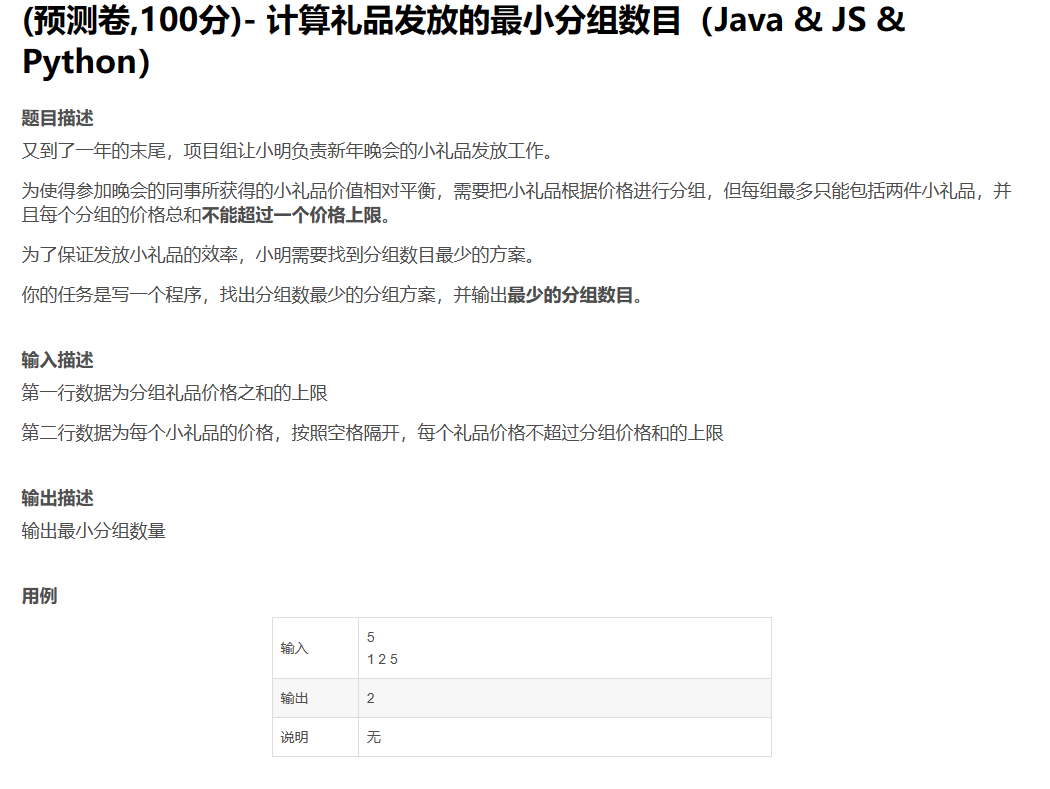 (预测卷,100分)- 计算礼品发放的最小分组数目（Java & JS &
Python）
题目描述
又到了一年的末尾，项目组让小明负责新年晚会的小礼品发放工作。
为使得参加晚会的同事所获得的小礼品价值相对平衡，需要把小礼品根据价格进行分组，但每组最多只能包括两件小礼品，并
且每个分组的价格总和不能超过一个价格上限。
为了保证发放小礼品的效率，小明需要找到分组数目最少的方案。
你的任务是写一个程序，找出分组数最少的分组方案，并输出最少的分组数目。
输入描述
第一行数据为分组礼品价格之和的上限
第二行数据为每个小礼品的价格，按照空格隔开，每个礼品价格不超过分组价格和的上限
输出描述
输出最小分组数量
用例
输入
5
1 2 5
输出
2
说明
无